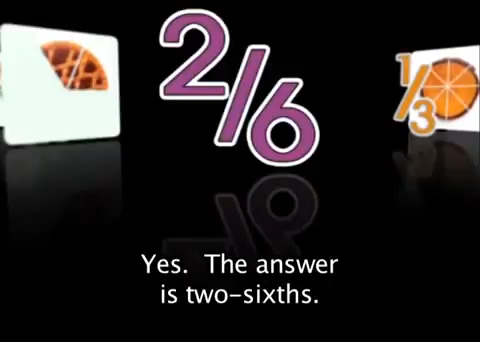 2/6
1/3
Yes. The answer
is two-sixths.